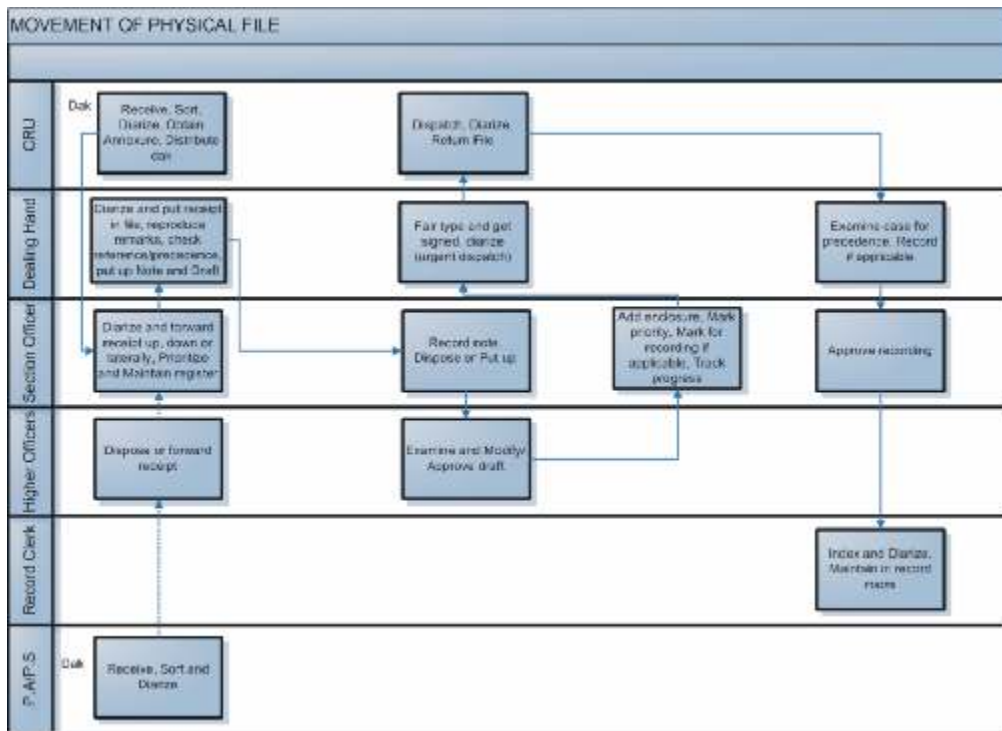 MOVEMENT OF PHYSICAL FILE
CRU
Dak
Receive, Sort,
Diarize, Obtain
Annexure, Distribute
dak
Dispatch, Diarize
Return File
Dealing Hand
Diarize and put receipt
in file, reproduce
remarks, check
reference/precedence,
put up Note and Draft
Fair type and get
signed, diarize
(urgent dispatch)
Examine case for
precedence, Record
if applicable
Section Officer
Diarize and forward
receipt up, down or
laterally, Prioritize
and Maintain register
Record note
Dispose or Put up
Add enclosure, Mark
priority, Mark for
recording if
applicable, Track
progress
Approve recording
Higher Officers
Dispose or forward
receipt
Examine and Modify/
Approve draft
Record Clerk
Index and Diarize,
Maintain in record
room
P.A/P.S
Dak
Receive, Sort and
Diarize